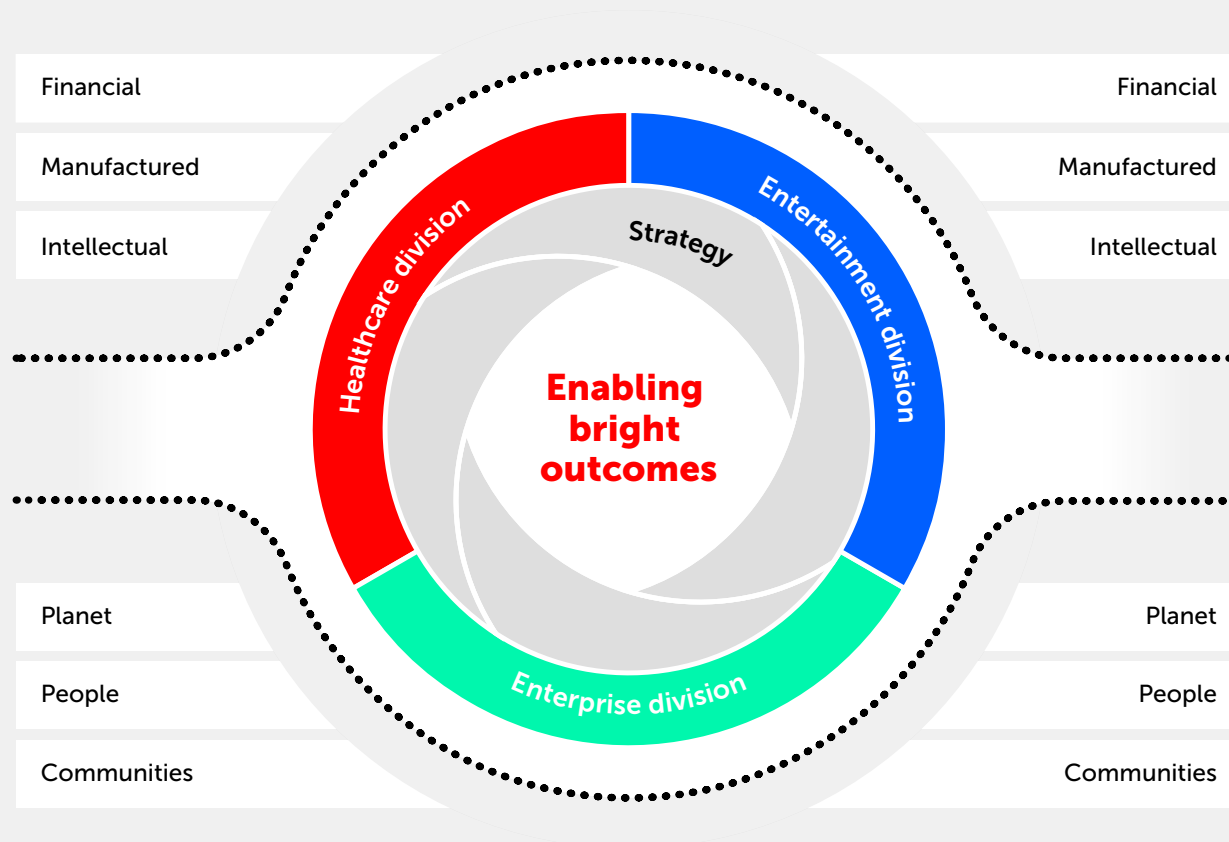 Financial
Manufactured
Intellectual
Planet
People
Communities
Healthcare division
Strategy
Entertainment division
Enabling
bright
outcomes
Enterprise division
Financial
Manufactured
Intellectual
Planet
People
Communities